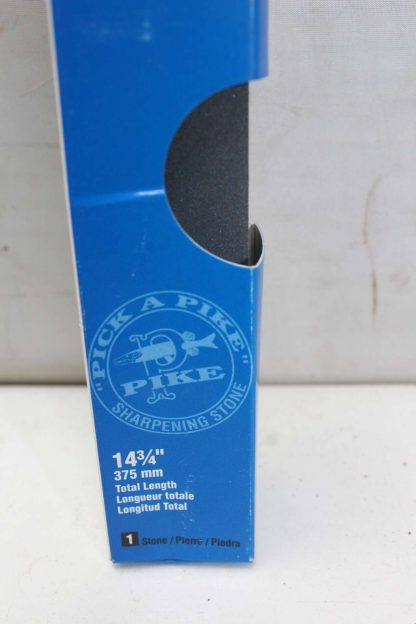 "PICK A PIKE"
P
PIKE
SHARPENING STONE
14¾"
375 mm
Total Length
Longueur totale
Longitud Total
1 Stone / Pierre / Piedra